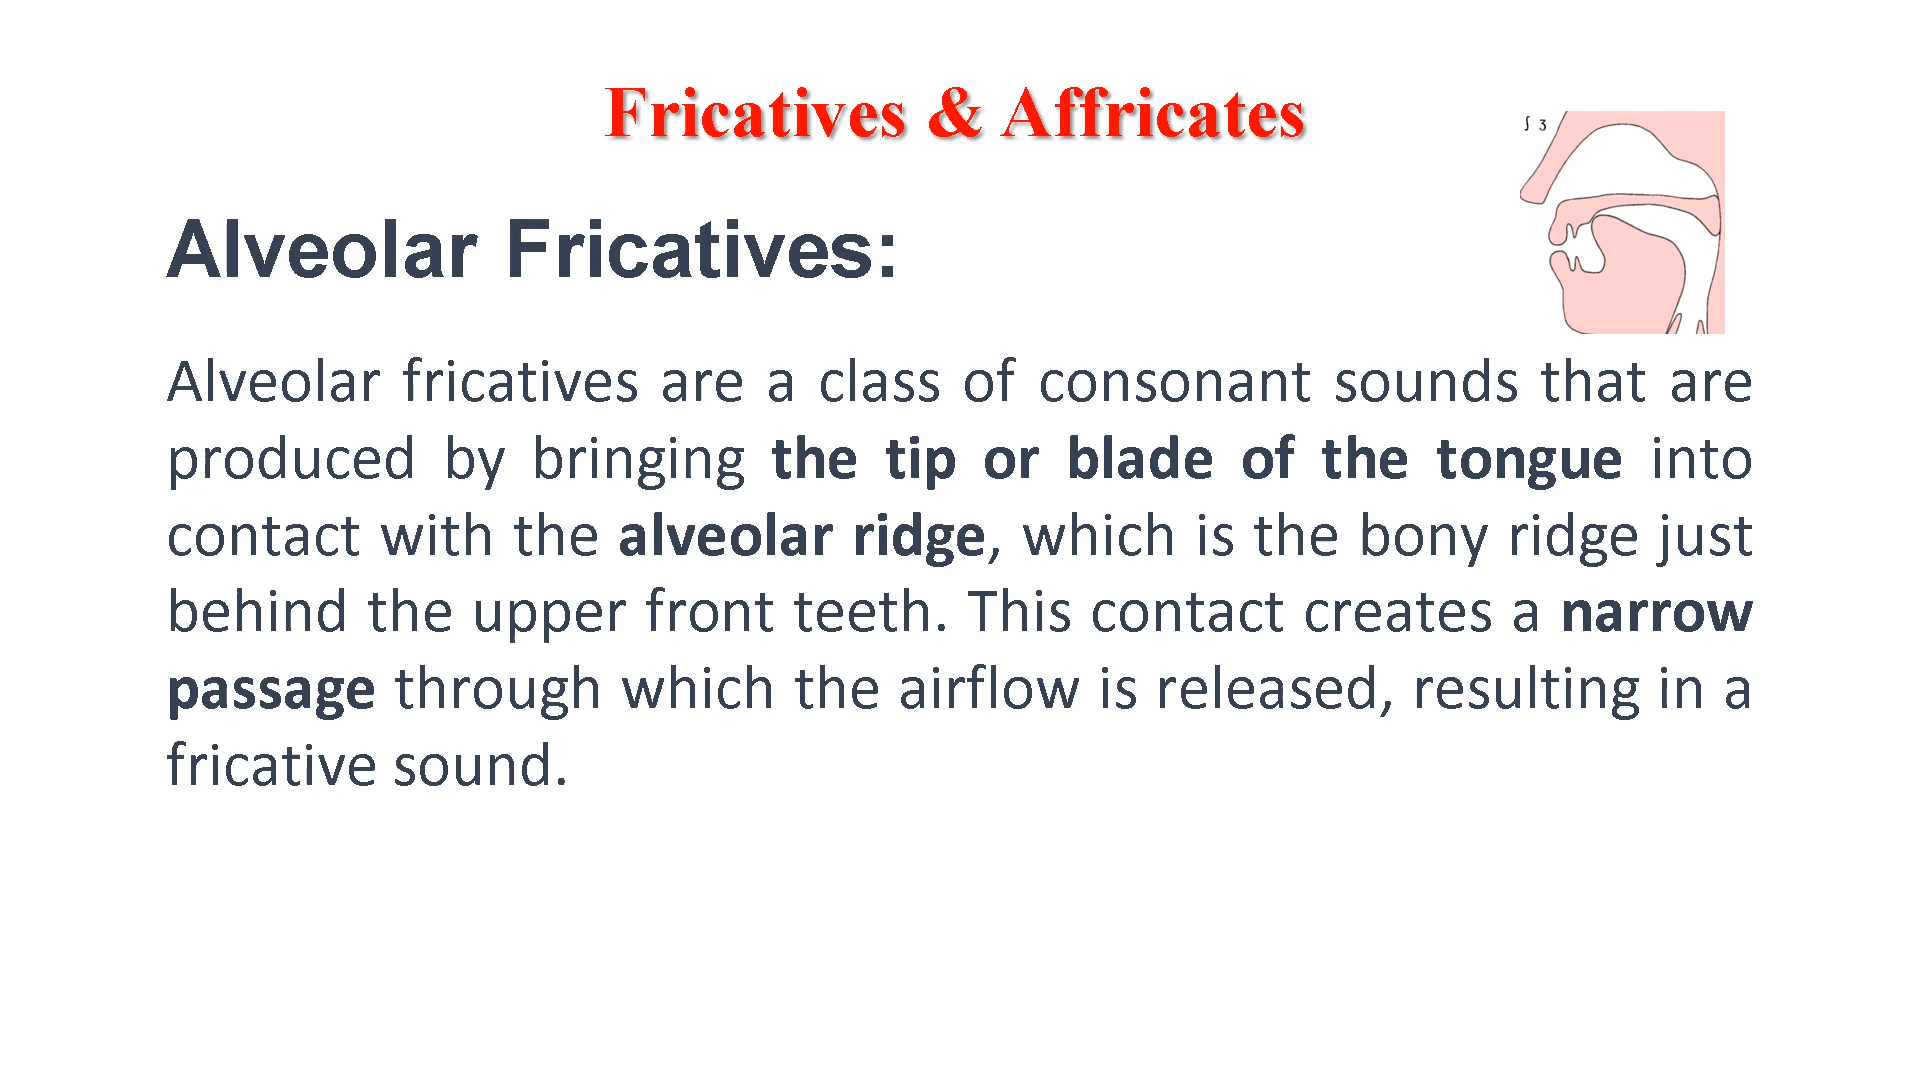 Fricatives & Affricates
ʃ ʒ
Alveolar Fricatives:
Alveolar fricatives are a class of consonant sounds that are
produced by bringing the tip or blade of the tongue into
contact with the alveolar ridge, which is the bony ridge just
behind the upper front teeth. This contact creates a narrow
passage through which the airflow is released, resulting in a
fricative sound.